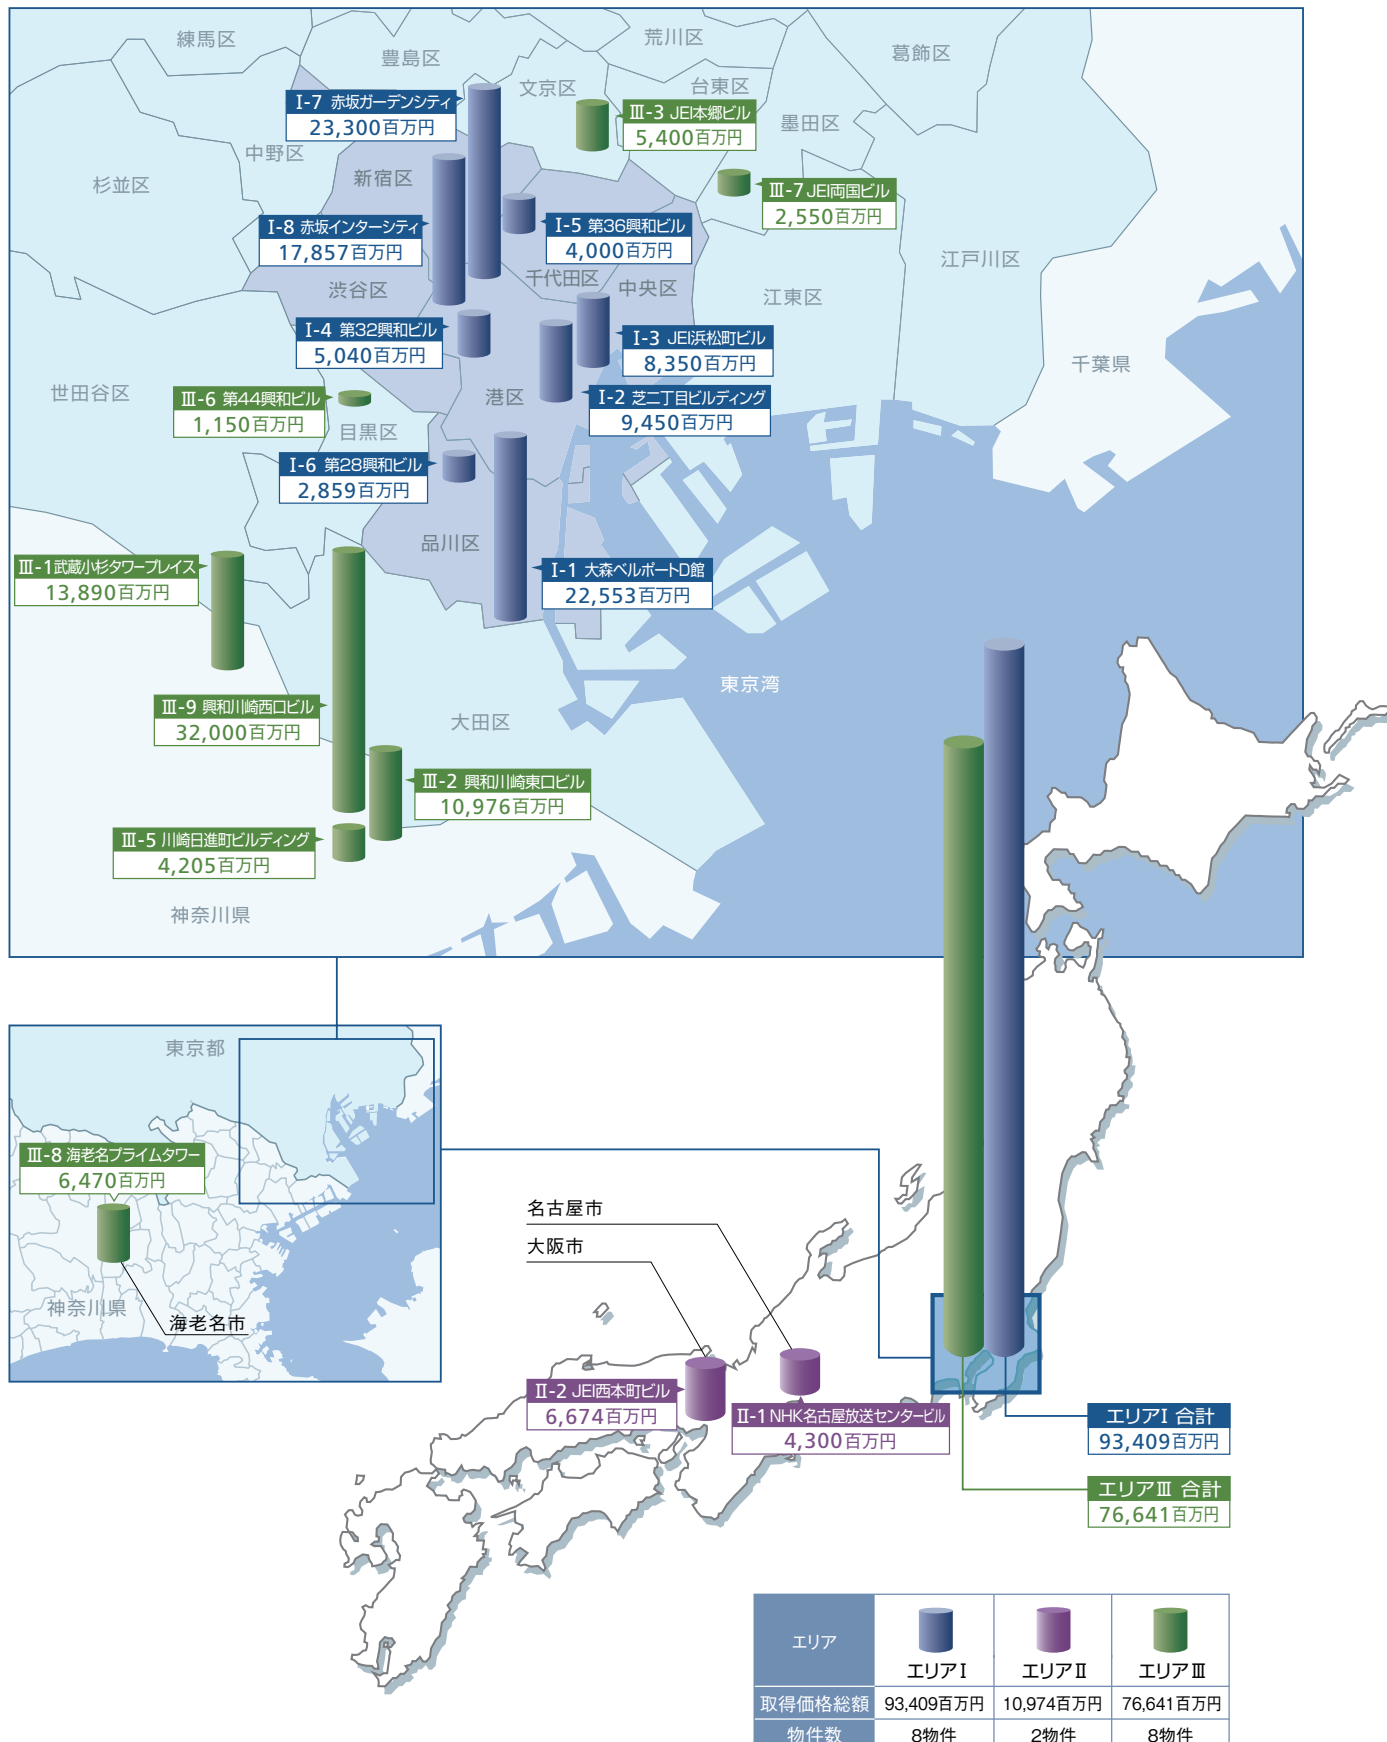 練馬区
豊島区
荒川区
葛飾区
文京区
台東区
墨田区
中野区
杉並区
新宿区
Ⅰ-7 赤坂ガーデンシティ
23,300百万円
Ⅲ-3 JEI本郷ビル
5,400百万円
Ⅲ-7 JEI両国ビル
2,550百万円
Ⅰ-8 赤坂インターシティ
17,857百万円
Ⅰ-5 第36興和ビル
4,000百万円
江戸川区
千代田区
中央区
渋谷区
江東区
Ⅰ-4 第32興和ビル
5,040百万円
Ⅰ-3 JEI浜松町ビル
8,350百万円
千葉県
世田谷区
Ⅲ-6 第44興和ビル
1,150百万円
港区
Ⅰ-2 芝二丁目ビルディング
9,450百万円
目黒区
Ⅰ-6 第28興和ビル
2,859百万円
品川区
Ⅲ-1 武蔵小杉タワープレイス
13,890百万円
Ⅰ-1 大森ベルポートD館
22,553百万円
東京湾
Ⅲ-9 興和川崎西口ビル
32,000百万円
大田区
Ⅲ-2 興和川崎東口ビル
10,976百万円
Ⅲ-5 川崎日進町ビルディング
4,205百万円
神奈川県
東京都
Ⅲ-8 海老名プライムタワー
6,470百万円
神奈川県
海老名市
名古屋市
大阪市
Ⅱ-2 JEI西本町ビル
6,674百万円
Ⅱ-1 NHK名古屋放送センタービル
4,300百万円
エリアⅠ 合計
93,409百万円
エリアⅢ 合計
76,641百万円
エリア エリアⅠ エリアⅡ エリアⅢ
取得価格総額 93,409百万円 10,974百万円 76,641百万円
物件数 8物件 2物件 8物件